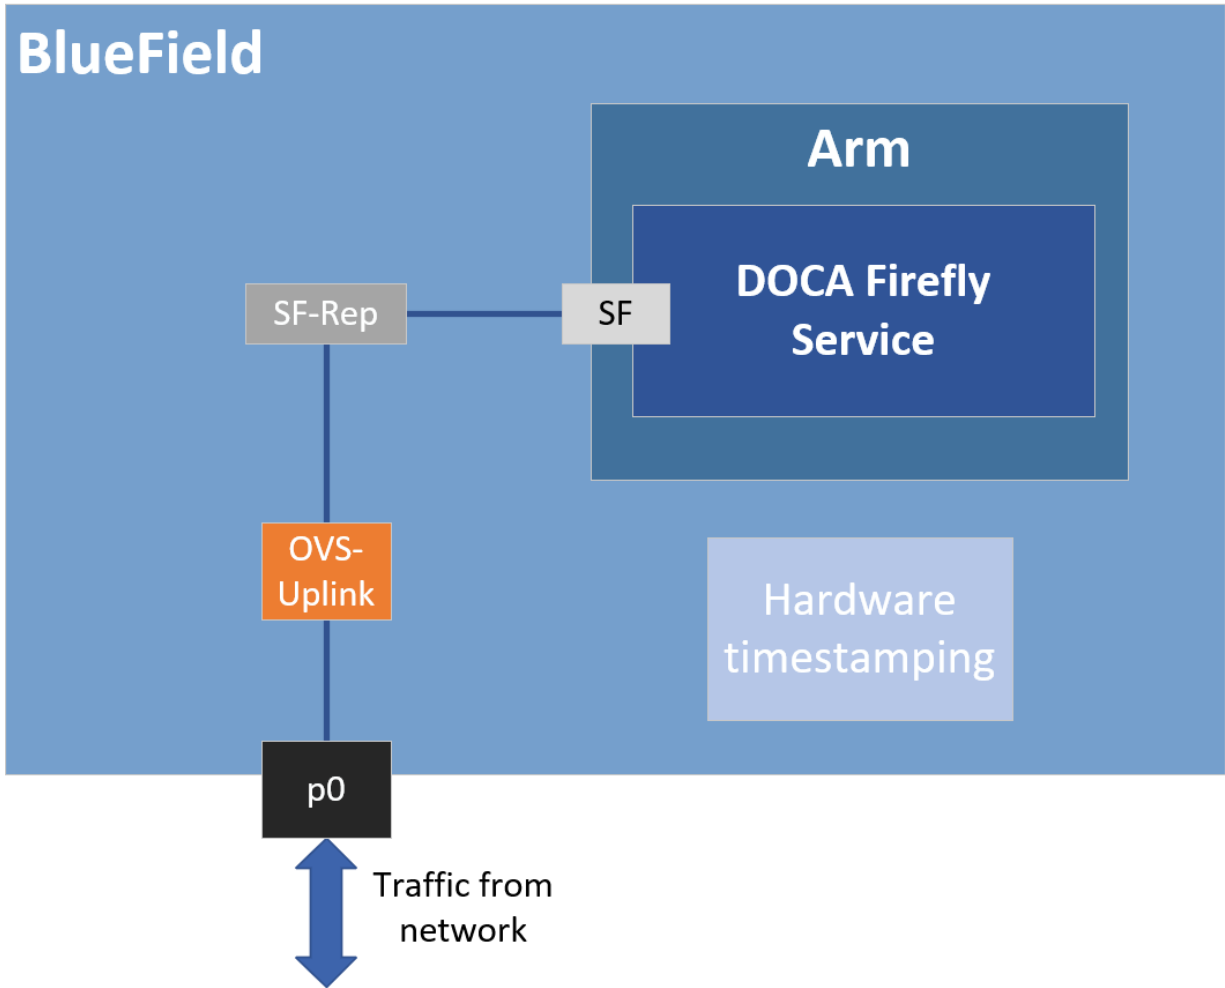 BlueField
Arm
DOCA Firefly
Service
SF-Rep
SF
OVS-
Uplink
Hardware
timestamping
p0
Traffic from
network